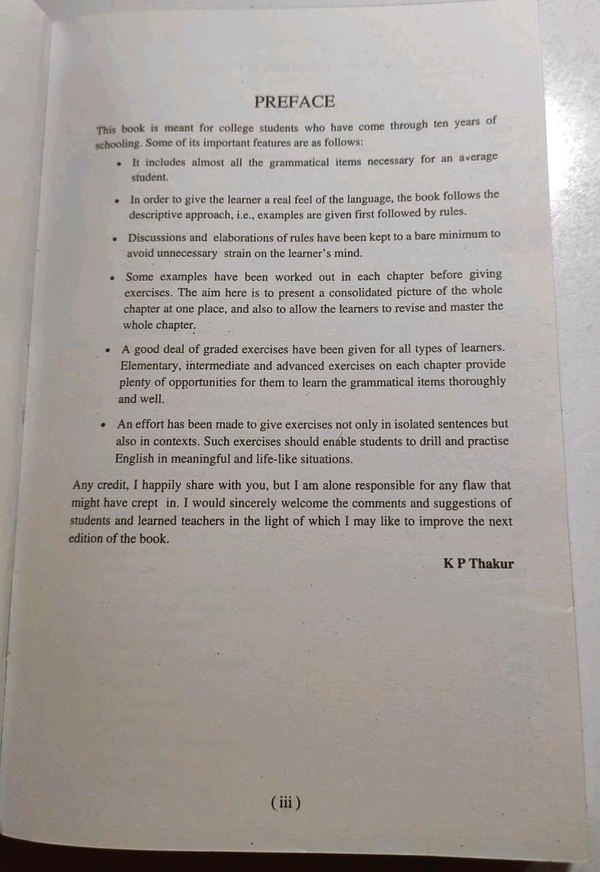 PREFACE
This book is meant for college students who have come through ten years of
schooling. Some of its important features are as follows:
• It includes almost all the grammatical items necessary for an average
student.
• In order to give the learner a real feel of the language, the book follows the
descriptive approach, i.e., examples are given first followed by rules.
• Discussions and elaborations of rules have been kept to a bare minimum to
avoid unnecessary strain on the learner's mind.
• Some examples have been worked out in each chapter before giving
exercises. The aim here is to present a consolidated picture of the whole
chapter at one place, and also to allow the learners to revise and master the
whole chapter.
• A good deal of graded exercises have been given for all types of learners.
Elementary, intermediate and advanced exercises on each chapter provide
plenty of opportunities for them to learn the grammatical items thoroughly
and well.
• An effort has been made to give exercises not only in isolated sentences but
also in contexts. Such exercises should enable students to drill and practise
English in meaningful and life-like situations.
Any credit, I happily share with you, but I am alone responsible for any flaw that
might have crept in. I would sincerely welcome the comments and suggestions of
students and learned teachers in the light of which I may like to improve the next
edition of the book.
K P Thakur
( iii )